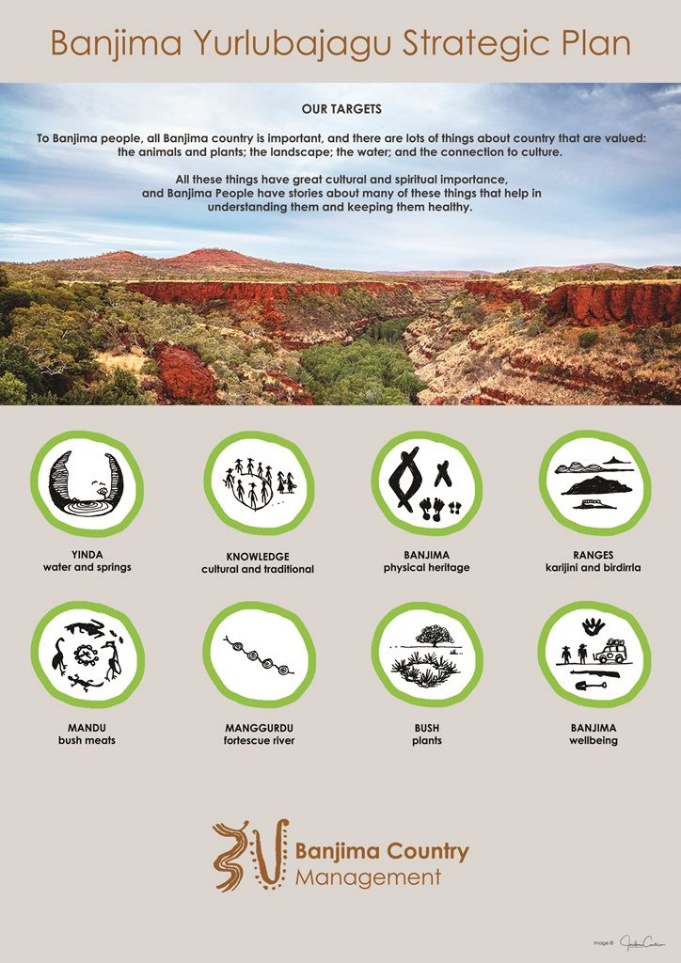 Banjima Yurlubajagu Strategic Plan
OUR TARGETS
To Banjima people, all Banjima country is important, and there are lots of things about country that are valued:
the animals and plants; the landscape; the water; and the connection to culture.
All these things have great cultural and spiritual importance,
and Banjima People have stories about many of these things that help in
understanding them and keeping them healthy.
YINDA
water and springs
KNOWLEDGE
cultural and traditional
BANJIMA
physical heritage
RANGES
karijini and birdirrla
MANDU
bush meats
MANGGURDU
fortescue river
BUSH
plants
BANJIMA
wellbeing
Banjima Country
Management
Image ©